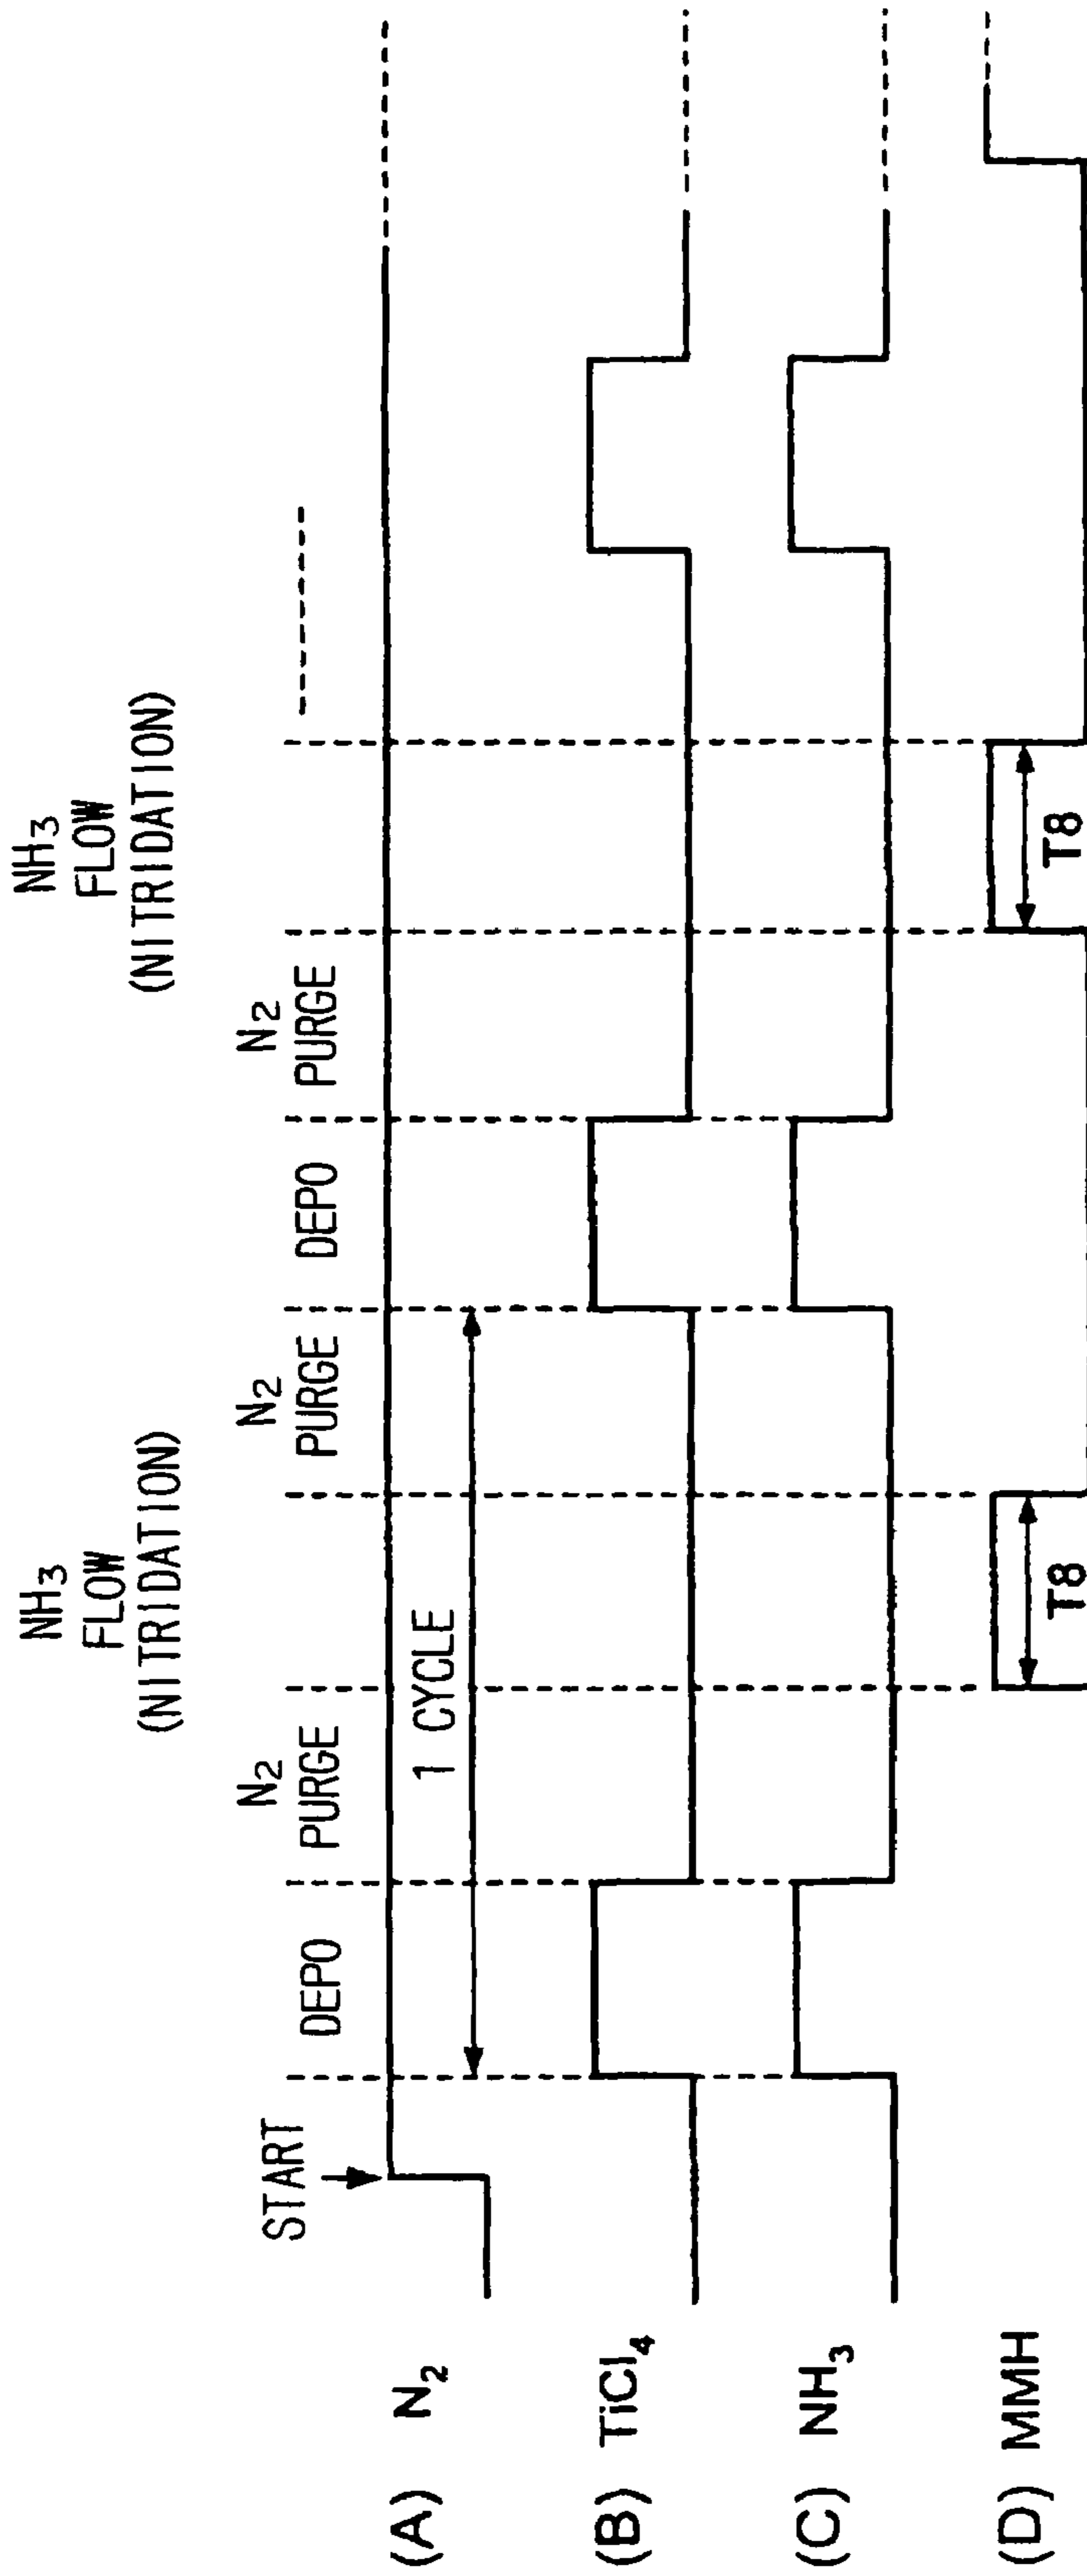 NH₃
FLOW
(NITRIDATION)
NH₃
FLOW
(NITRIDATION)
START
DEPO
N₂
PURGE
N₂
PURGE
DEPO
N₂
PURGE
(A) N₂
1 CYCLE
(B) TiCl₄
(C) NH₃
(D) MMH
T8
T8